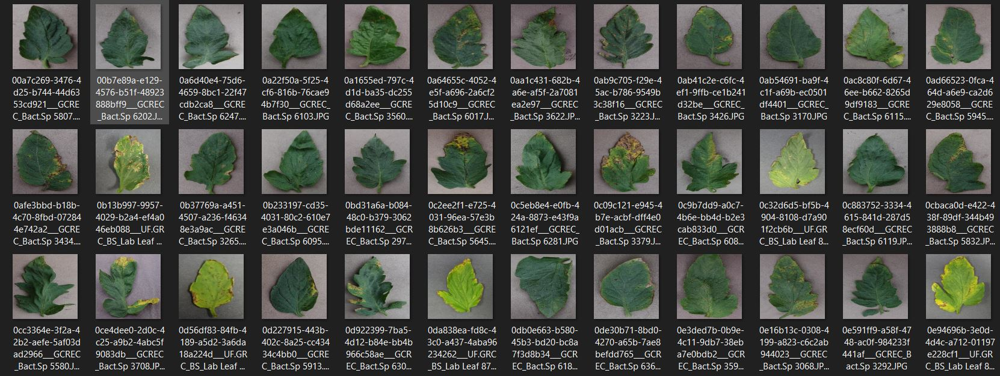 00a7c269-3476-4
d25-b744-44d63
53cd921___GCRE
C_Bact.Sp 5807....
00b7e89a-e129-
4576-b51f-48923
888bff9___GCREC
_Bact.Sp 6202.J...
0a6d40e4-75d6-
4659-8bc1-22f47
cdb2ca8___GCRE
C_Bact.Sp 6247....
0a22f50a-5f25-4
cf6-816b-76cae9
4b7f30___GCREC_
Bact.Sp 6103.JPG
0a1655ed-797c-4
d1d-ba35-dc255
d68a2ee___GCRE
C_Bact.Sp 3560....
0a64655c-4052-4
e5f-a696-2a6cf2
5d10c9___GCREC
_Bact.Sp 6017.J...
0aa1c431-682b-4
a6e-af5f-2a7081
ea2e97___GCREC
_Bact.Sp 3622.JP...
0ab9c705-f29e-4
5ac-b786-9549b
3c38f16___GCREC
_Bact.Sp 3223.J...
0ab41c2e-c6fc-4
ef1-9ffb-ce1b241
d32be___GCREC_
Bact.Sp 3426.JPG
0ab54691-ba9f-4
c1f-a69b-ec0501
df4401___GCREC_
Bact.Sp 3170.JPG
0ac8c80f-6d67-4
6ee-b662-8265d
9df9183___GCRE
C_Bact.Sp 6115....
0ad66523-0fca-4
64d-a6e9-ca2d6
29e8058___GCRE
C_Bact.Sp 5945....
0afe3bbd-b18b-
4c70-8fbd-07284
4e742a2___GCRE
C_Bact.Sp 3434....
0b13b997-9957-
4029-b2a4-ef4a0
46eb088___UF.GR
C_BS_Lab Leaf ...
0b37769a-a451-
4507-a236-f4634
8e3a9ac___GCRE
C_Bact.Sp 3265....
0b233197-cd35-
4031-80c2-610e7
e3a046b___GCRE
C_Bact.Sp 6095....
0bd31a6a-b084-
48c0-b379-3062
bde11162___GCR
EC_Bact.Sp 297...
0c2ee2f1-e725-4
031-96ea-57e3b
8b626b3___GCRE
C_Bact.Sp 5645....
0c5eb8e4-e0fb-4
24a-8873-e43f9a
6121ef___GCREC_
Bact.Sp 6281.JPG
0c09c121-e945-4
b7e-acbf-dff4e0
d01acb___GCREC
_Bact.Sp 3379.J...
0c9b7dd9-a0c7-
4b6e-bb4d-b2e3
cab833d0___GCR
EC_Bact.Sp 608...
0c32d6d5-bf5b-4
904-8108-d7a90
1f2cb6b___UF.GR
C_BS_Lab Leaf 8...
0c883752-3334-4
615-841d-287d5
8ecf60d___GCREC
_Bact.Sp 6119.JP...
0cbaca0d-e422-4
38f-89df-344b49
3888b8___GCREC
_Bact.Sp 5832.JP...
0cc3364e-3f2a-4
2b2-aefe-5af03d
ad2966___GCREC
_Bact.Sp 5580.J...
0ce4dee0-2d0c-4
c25-a9b2-4abc5f
9083db___GCREC
_Bact.Sp 3708.JP...
0d56df83-84fb-4
189-a5d2-3a6da
18a224d___UF.GR
C_BS_Lab Leaf ...
0d227915-443b-
402c-8a25-cc434
34c4bb0___GCRE
C_Bact.Sp 5913....
0d922399-7ba5-
4d12-b84e-bb4b
966c58ae___GCR
EC_Bact.Sp 630...
0da838ea-fd8c-4
3c0-a437-4aba96
234262___UF.GRC
_BS_Lab Leaf 87...
0db0e663-b580-
45b3-bd20-bc8a
7f3d8b34___GCR
EC_Bact.Sp 618...
0de30b71-8bd0-
4270-a65b-7ae8
befdd765___GCR
EC_Bact.Sp 636...
0e3ded7b-0b9e-
4c11-9db7-38eb
a7e0bdb2___GCR
EC_Bact.Sp 359...
0e16b13c-0308-4
199-a823-c6c2ab
944023___GCREC
_Bact.Sp 3068.JP...
0e591ff9-a58f-47
48-ac0f-984233f
441af___GCREC_B
act.Sp 3292.JPG
0e94696b-3e0d-
4d4c-a712-01197
e228cf1___UF.GR
C_BS_Lab Leaf 8...